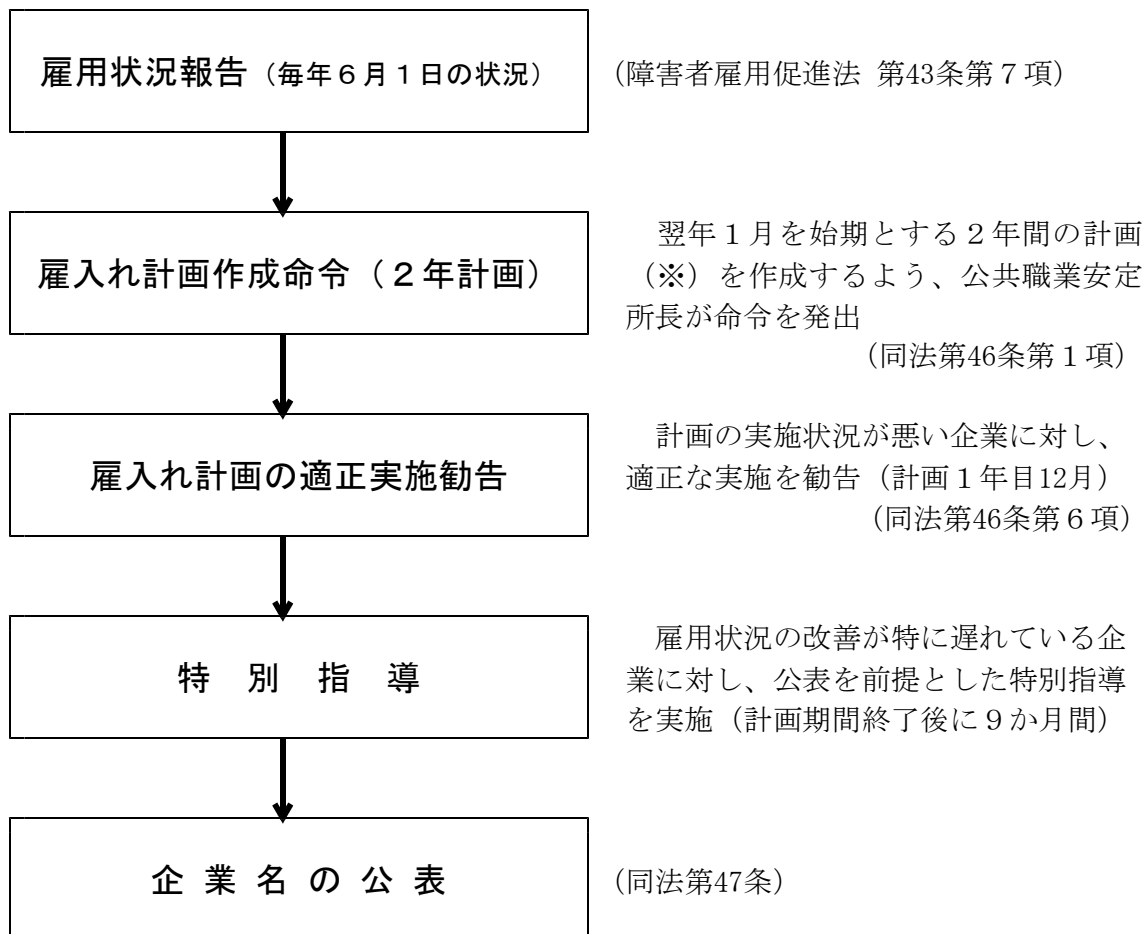 雇用状況報告(毎年６月１日の状況)
(障害者雇用促進法 第43条第７項)
雇入れ計画作成命令(２年計画)
翌年１月を始期とする２年間の計画
(※)を作成するよう、公共職業安定
所長が命令を発出
(同法第46条第１項)
雇入れ計画の適正実施勧告
計画の実施状況が悪い企業に対し、
適正な実施を勧告(計画１年目12月)
(同法第46条第６項)
特 別 指 導
雇用状況の改善が特に遅れている企
業に対し、公表を前提とした特別指導
を実施(計画期間終了後に９か月間)
企 業 名 の 公 表
(同法第47条)